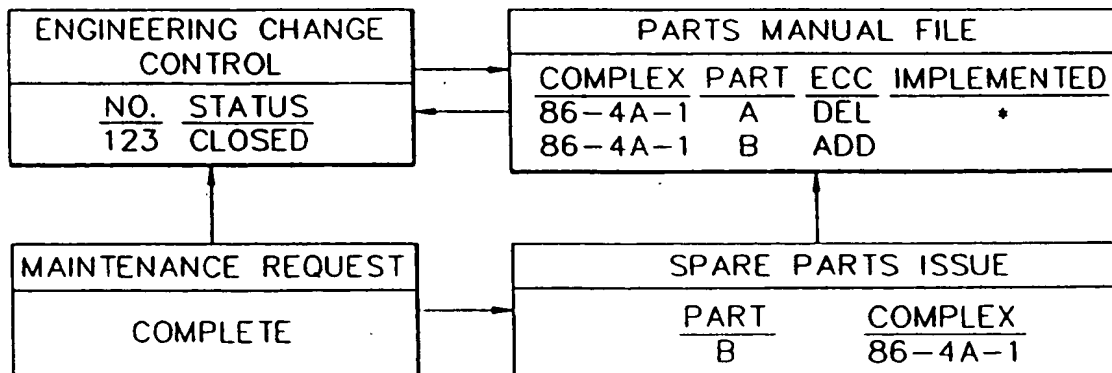 ENGINEERING CHANGE
CONTROL
NO. STATUS
123 CLOSED
PARTS MANUAL FILE
COMPLEX PART ECC IMPLEMENTED
86-4A-1 A DEL *
86-4A-1 B ADD
MAINTENANCE REQUEST
COMPLETE
SPARE PARTS ISSUE
PART COMPLEX
B 86-4A-1